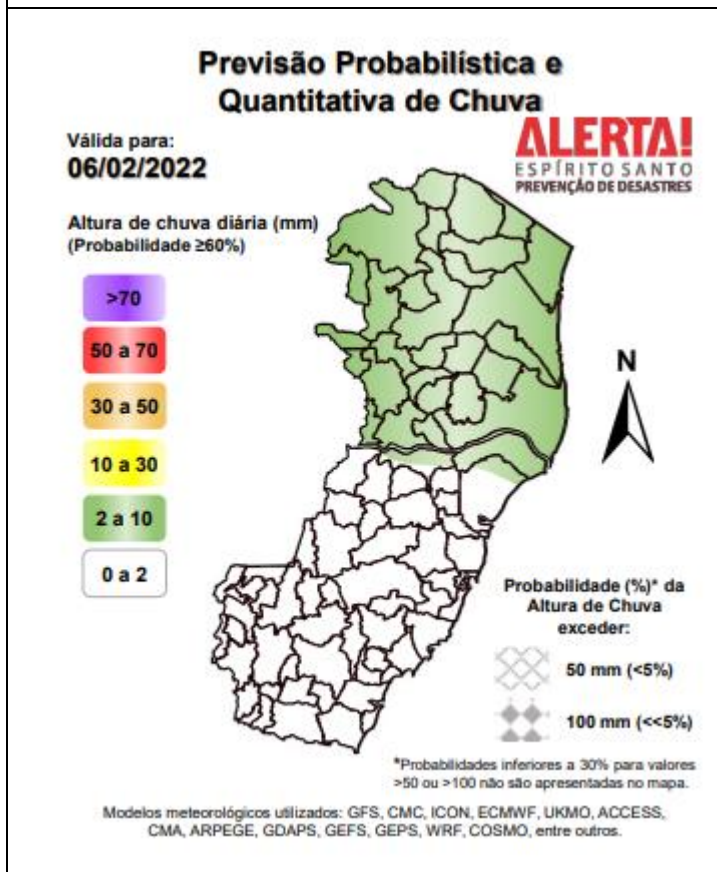 Previsão Probabilística e
Quantitativa de Chuva
Válida para:
06/02/2022
ALERTA!
ESPÍRITO SANTO
PREVENÇÃO DE DESASTRES
Altura de chuva diária (mm)
(Probabilidade ≥60%)
>70
50 a 70
30 a 50
10 a 30
2 a 10
0 a 2
N
Probabilidade (%)* da
Altura de Chuva
exceder:
50 mm (<5%)
100 mm (<<5%)
*Probabilidades inferiores a 30% para valores
>50 ou >100 não são apresentadas no mapa.
Modelos meteorológicos utilizados: GFS, CMC, ICON, ECMWF, UKMO, ACCESS,
CMA, ARPEGE, GDAPS, GEFS, GEPS, WRF, COSMO, entre outros.